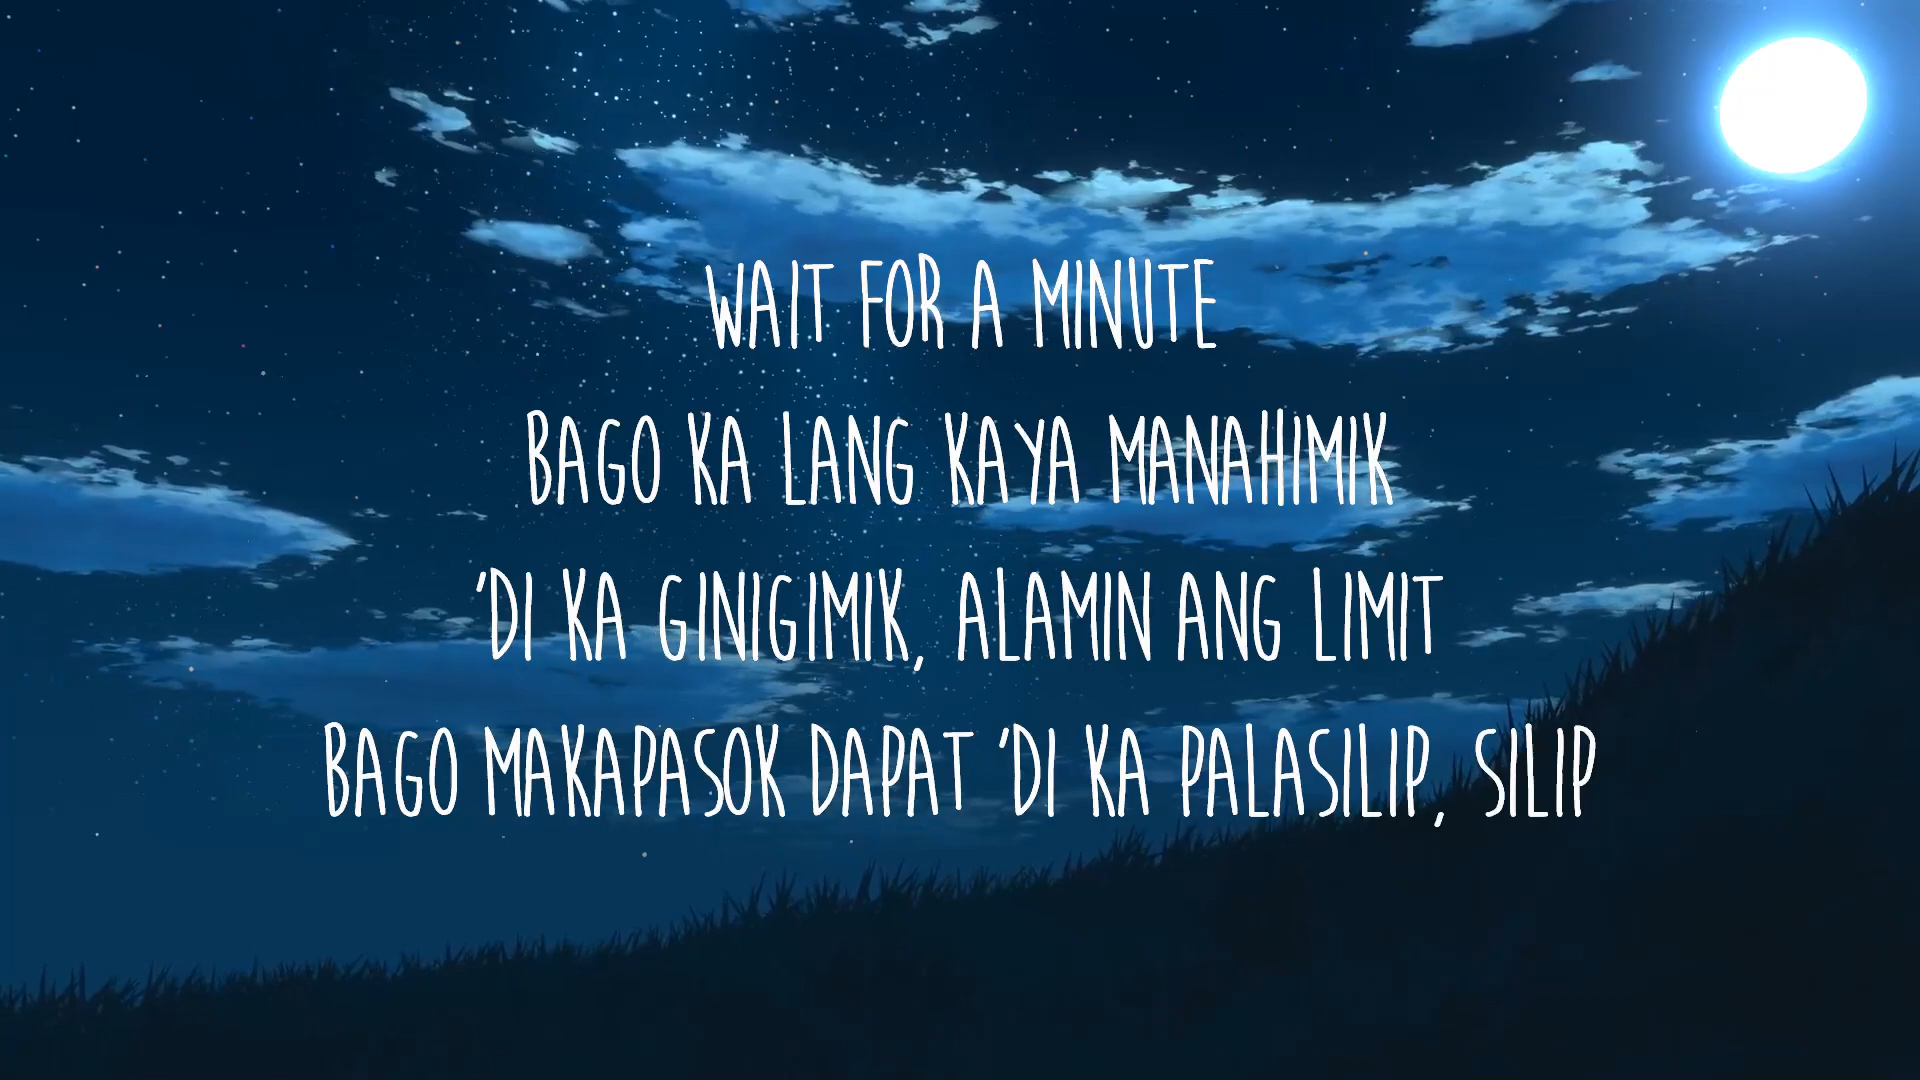 WAIT FOR A MINUTE
BAGO KA LANG KAYA MANAHIMIK
'DI KA GINIGIMIK, ALAMIN ANG LIMIT
BAGO MAKAPASOK DAPAT 'DI KA PALASILIP, SILIP